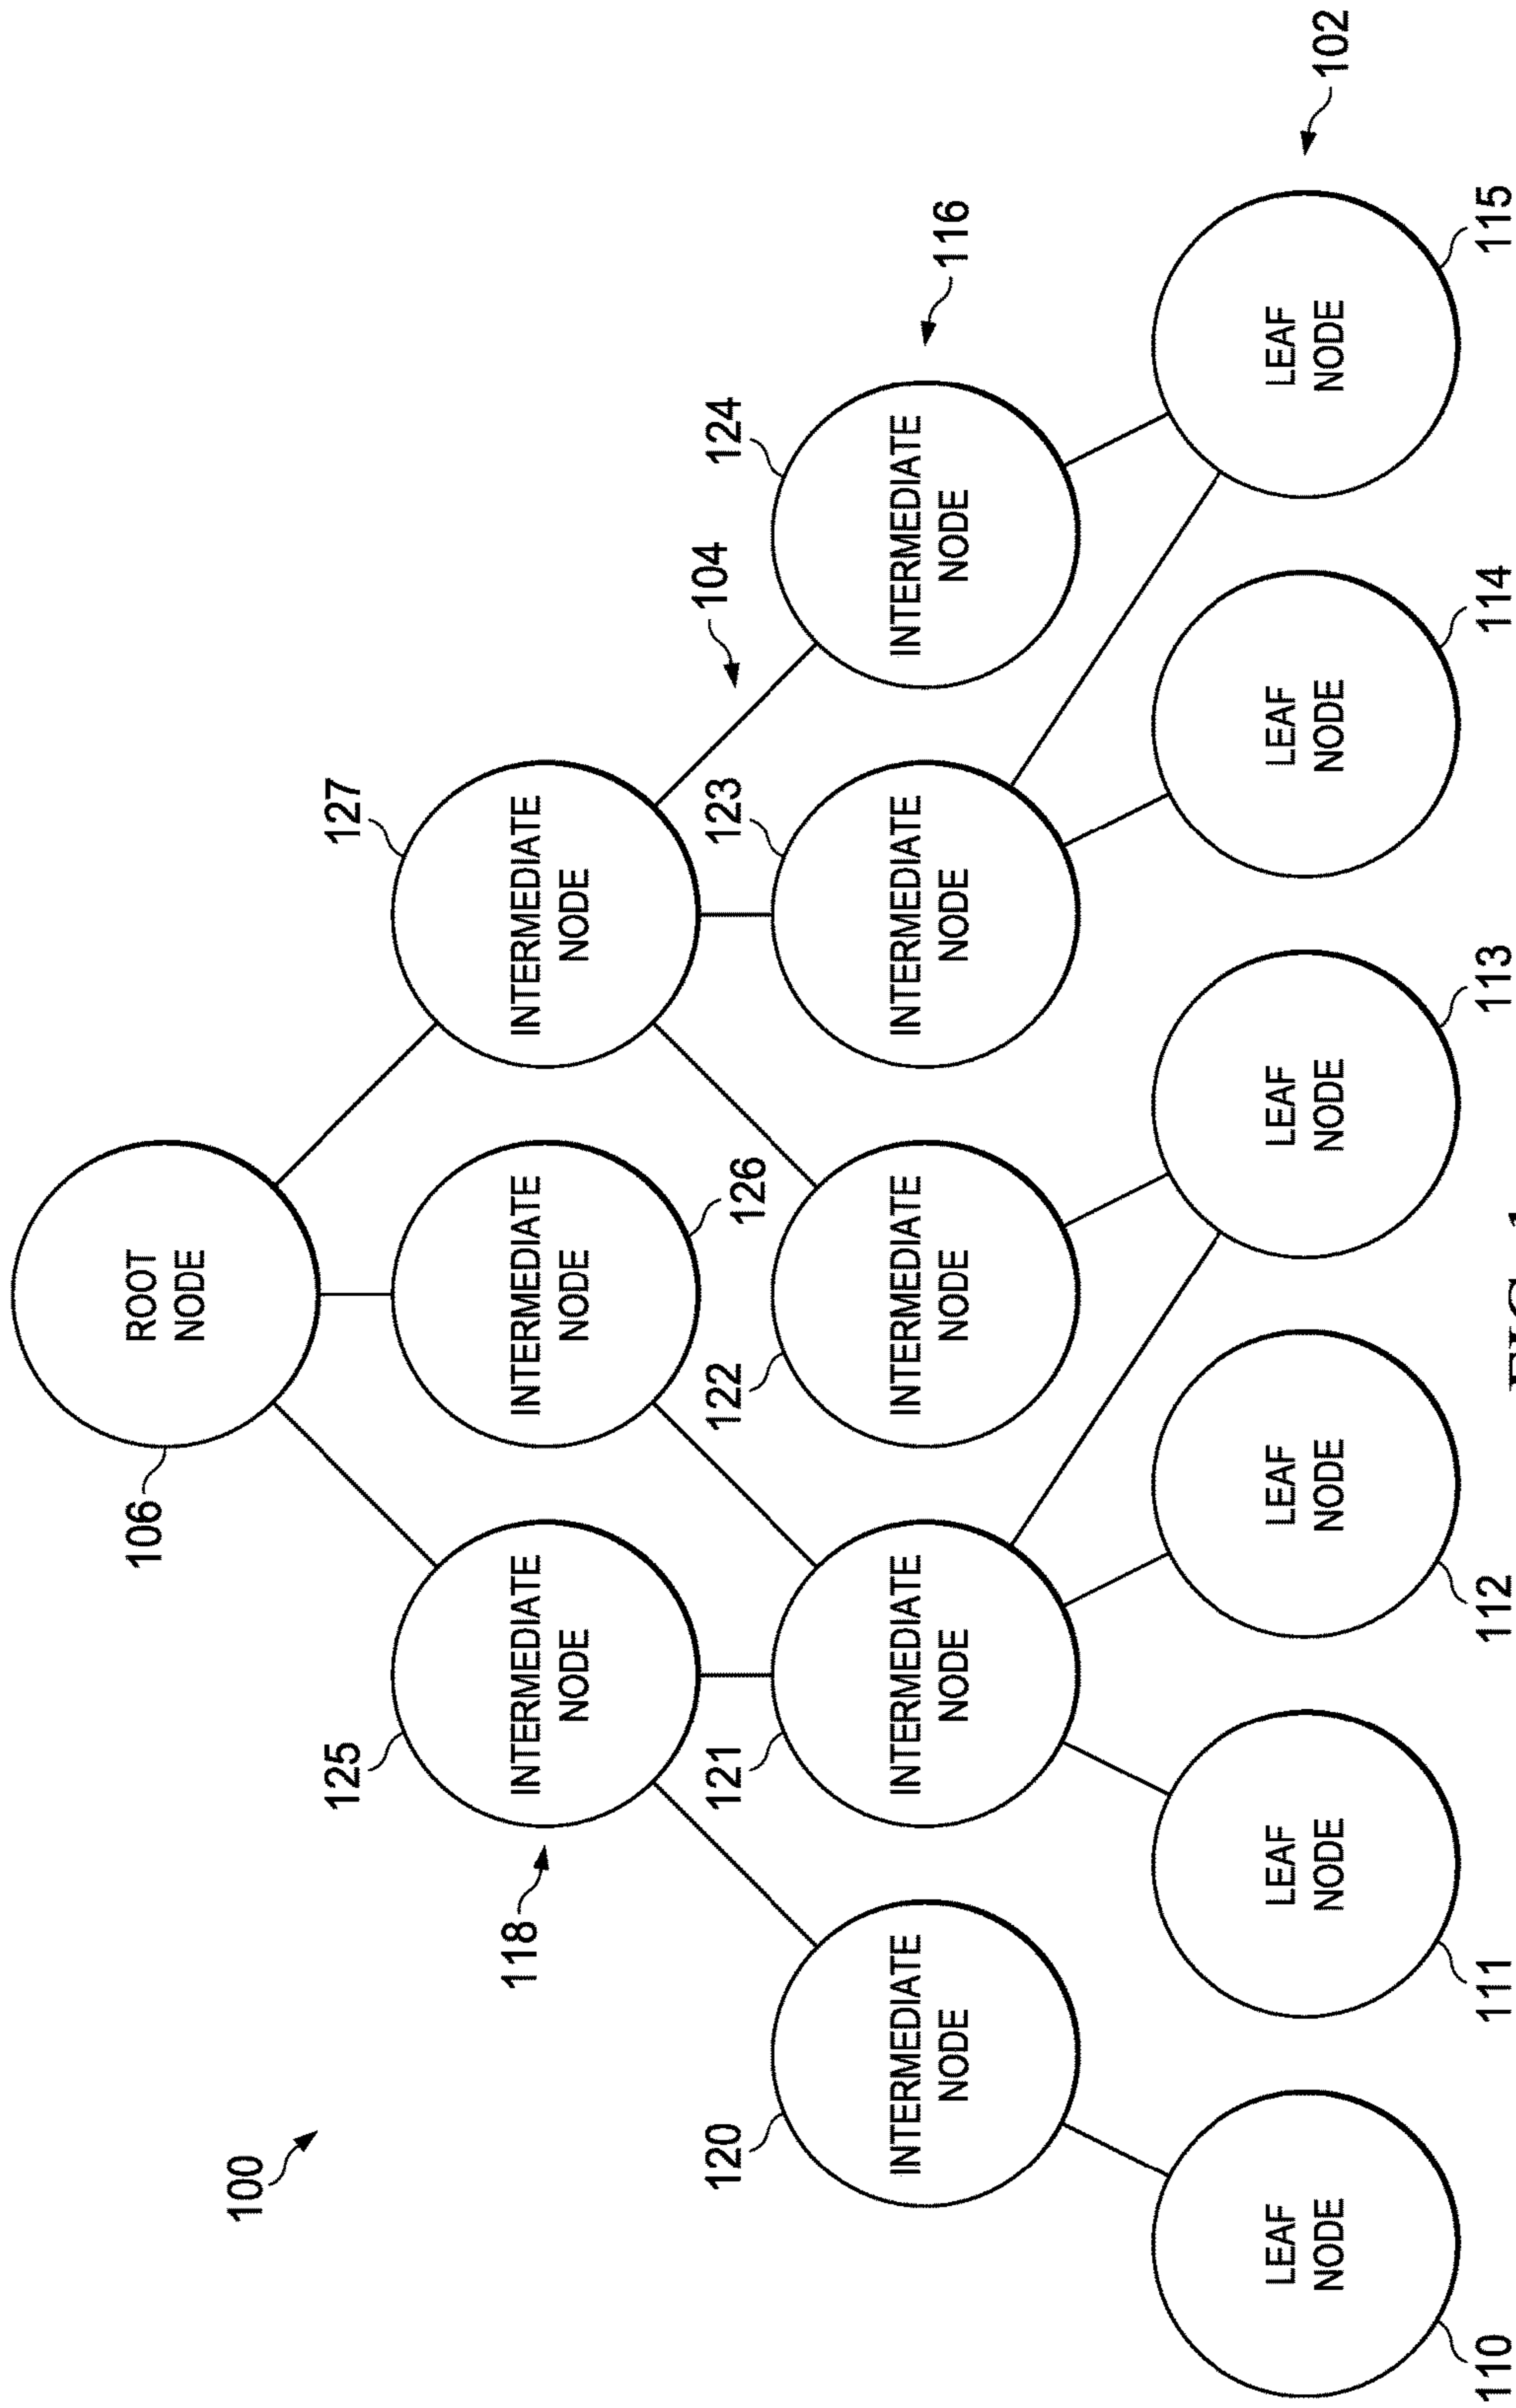 106
ROOT
NODE
100
125
127
118
INTERMEDIATE
NODE
INTERMEDIATE
NODE
INTERMEDIATE
NODE
126
104
120
121
122
123
124
INTERMEDIATE
NODE
INTERMEDIATE
NODE
INTERMEDIATE
NODE
INTERMEDIATE
NODE
INTERMEDIATE
NODE
116
LEAF
NODE
LEAF
NODE
LEAF
NODE
LEAF
NODE
LEAF
NODE
LEAF
NODE
102
110
111
112
113
114
115